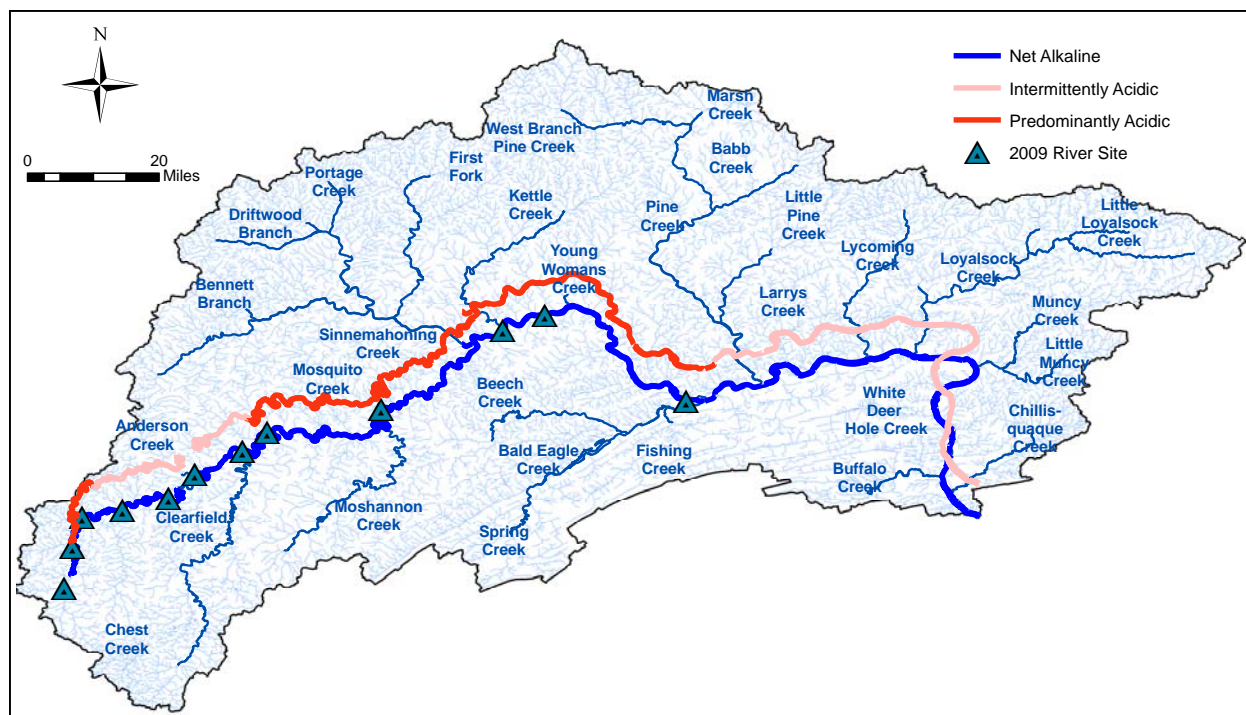 N
0
20
Miles
Net Alkaline
Intermittently Acidic
Predominantly Acidic
2009 River Site
Marsh
Creek
West Branch
Pine Creek
Babb
Creek
First
Fork
Portage
Creek
Kettle
Creek
Little
Pine
Creek
Pine
Creek
Driftwood
Branch
Little
Loyalsock
Creek
Lycoming
Creek
Loyalsock
Creek
Young
Womans
Creek
Bennett
Branch
Larrys
Creek
Muncy
Creek
Sinnemahoning
Creek
Little
Muncy
Creek
Mosquito
Creek
Beech
Creek
White
Deer
Hole Creek
Anderson
Creek
Chillis-
quaque
Creek
Bald Eagle
Creek
Fishing
Creek
Buffalo
Creek
Clearfield
Creek
Moshannon
Creek
Spring
Creek
Chest
Creek